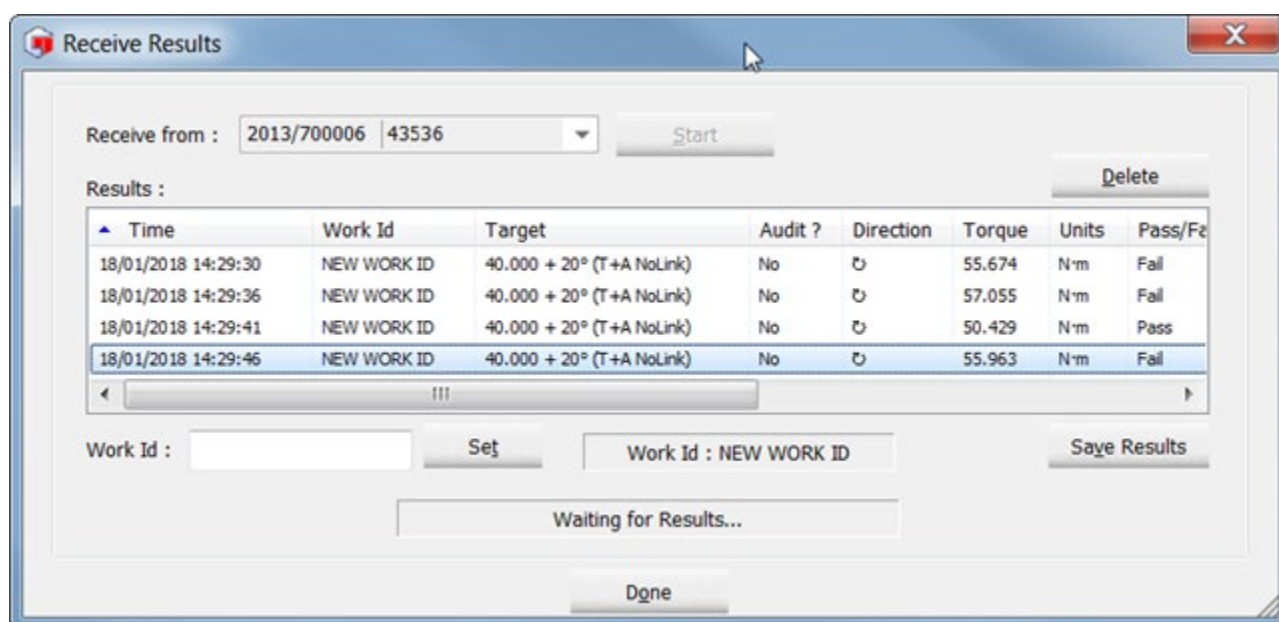 Receive Results
Receive from : 2013/700006 43536 Start
Delete
Results :
Time Work Id Target Audit ? Direction Torque Units Pass/Fa
18/01/2018 14:29:30 NEW WORK ID 40.000 + 20° (T+A NoLink) No ↻ 55.674 N·m Fail
18/01/2018 14:29:36 NEW WORK ID 40.000 + 20° (T+A NoLink) No ↻ 57.055 N·m Fail
18/01/2018 14:29:41 NEW WORK ID 40.000 + 20° (T+A NoLink) No ↻ 50.429 N·m Pass
18/01/2018 14:29:46 NEW WORK ID 40.000 + 20° (T+A NoLink) No ↻ 55.963 N·m Fail
Work Id : Set Work Id : NEW WORK ID Save Results
Waiting for Results...
Done